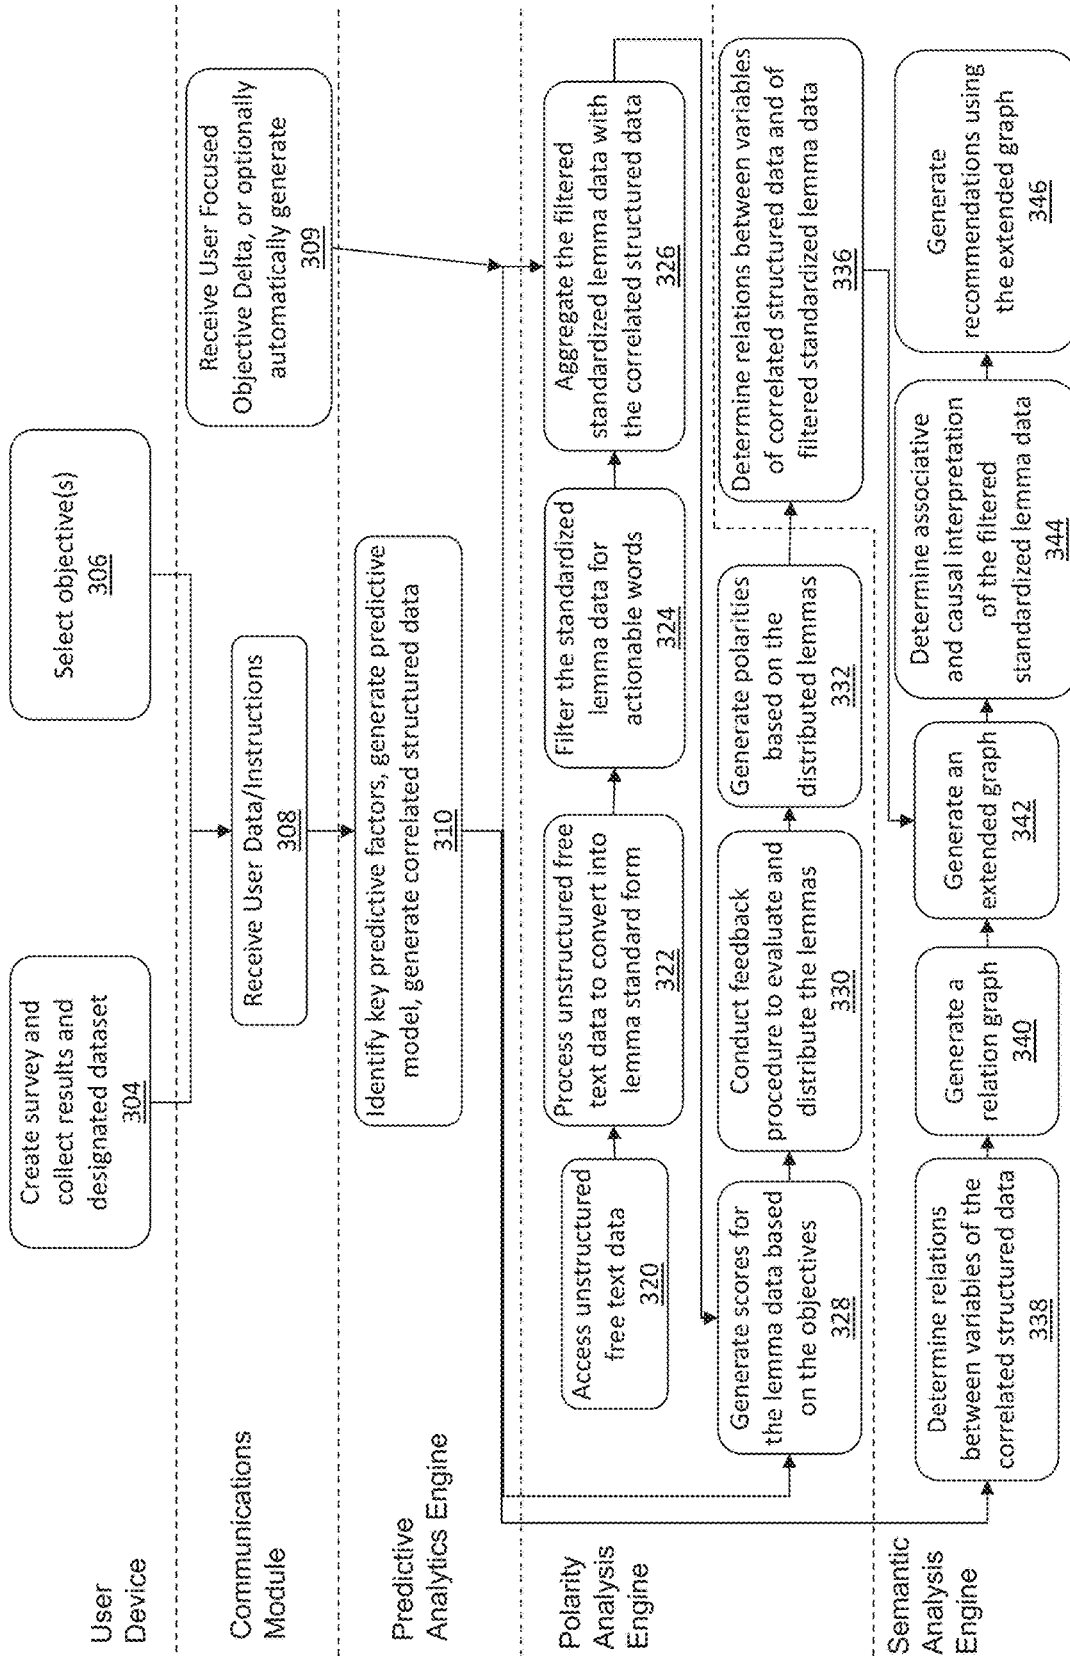 User
Device
Create survey and
collect results and
designated dataset
304
Select objective(s)
306
Communications
Module
Receive User Data/Instructions
308
Receive User Focused
Objective Delta, or optionally
automatically generate
309
Predictive
Analytics Engine
Identify key predictive factors, generate predictive
model, generate correlated structured data
310
Polarity
Analysis
Engine
Access unstructured
free text data
320
Process unstructured free
text data to convert into
lemma standard form
322
Filter the standardized
lemma data for
actionable words
324
Aggregate the filtered
standardized lemma data with
the correlated structured data
326
Generate scores for
the lemma data based
on the objectives
328
Conduct feedback
procedure to evaluate and
distribute the lemmas
330
Generate polarities
based on the
distributed lemmas
332
Determine relations between variables
of correlated structured data and of
filtered standardized lemma data
336
Semantic
Analysis
Engine
Determine relations
between variables of the
correlated structured data
338
Generate a
relation graph
340
Generate an
extended graph
342
Determine associative
and causal interpretation
of the filtered
standardized lemma data
344
Generate
recommendations using
the extended graph
346